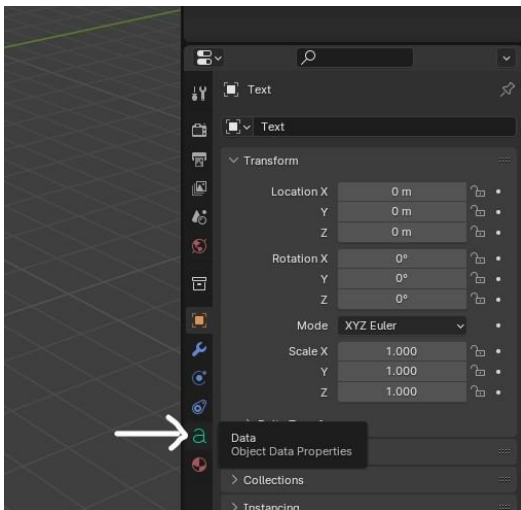 Text
Text
Transform
Location X 0 m
Y 0 m
Z 0 m
Rotation X 0°
Y 0°
Z 0°
Mode XYZ Euler
Scale X 1.000
Y 1.000
Z 1.000
a
Data
Object Data Properties
Collections
Instancing